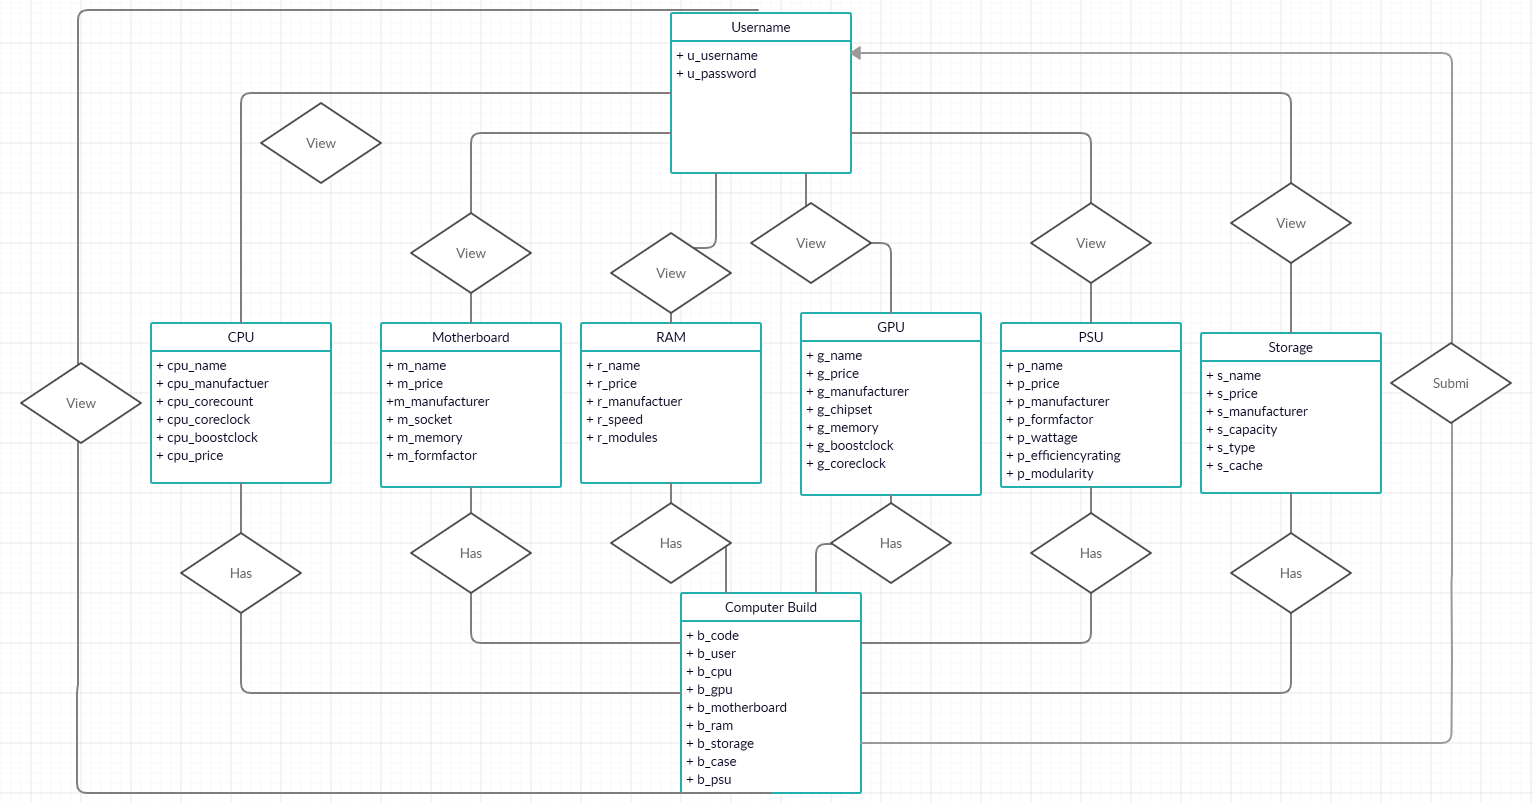 Username
+ u_username
+ u_password
View
View
View
View
View
View
CPU
+ cpu_name
+ cpu_manufactuer
+ cpu_corecount
+ cpu_coreclock
+ cpu_boostclock
+ cpu_price
Motherboard
+ m_name
+ m_price
+m_manufacturer
+ m_socket
+ m_memory
+ m_formfactor
RAM
+ r_name
+ r_price
+ r_manufactuer
+ r_speed
+ r_modules
GPU
+ g_name
+ g_price
+ g_manufacturer
+ g_chipset
+ g_memory
+ g_boostclock
+ g_coreclock
PSU
+ p_name
+ p_price
+ p_manufacturer
+ p_formfactor
+ p_wattage
+ p_efficiencyrating
+ p_modularity
Storage
+ s_name
+ s_price
+ s_manufacturer
+ s_capacity
+ s_type
+ s_cache
View
Submi
Has
Has
Has
Has
Has
Has
Computer Build
+ b_code
+ b_user
+ b_cpu
+ b_gpu
+ b_motherboard
+ b_ram
+ b_storage
+ b_case
+ b_psu